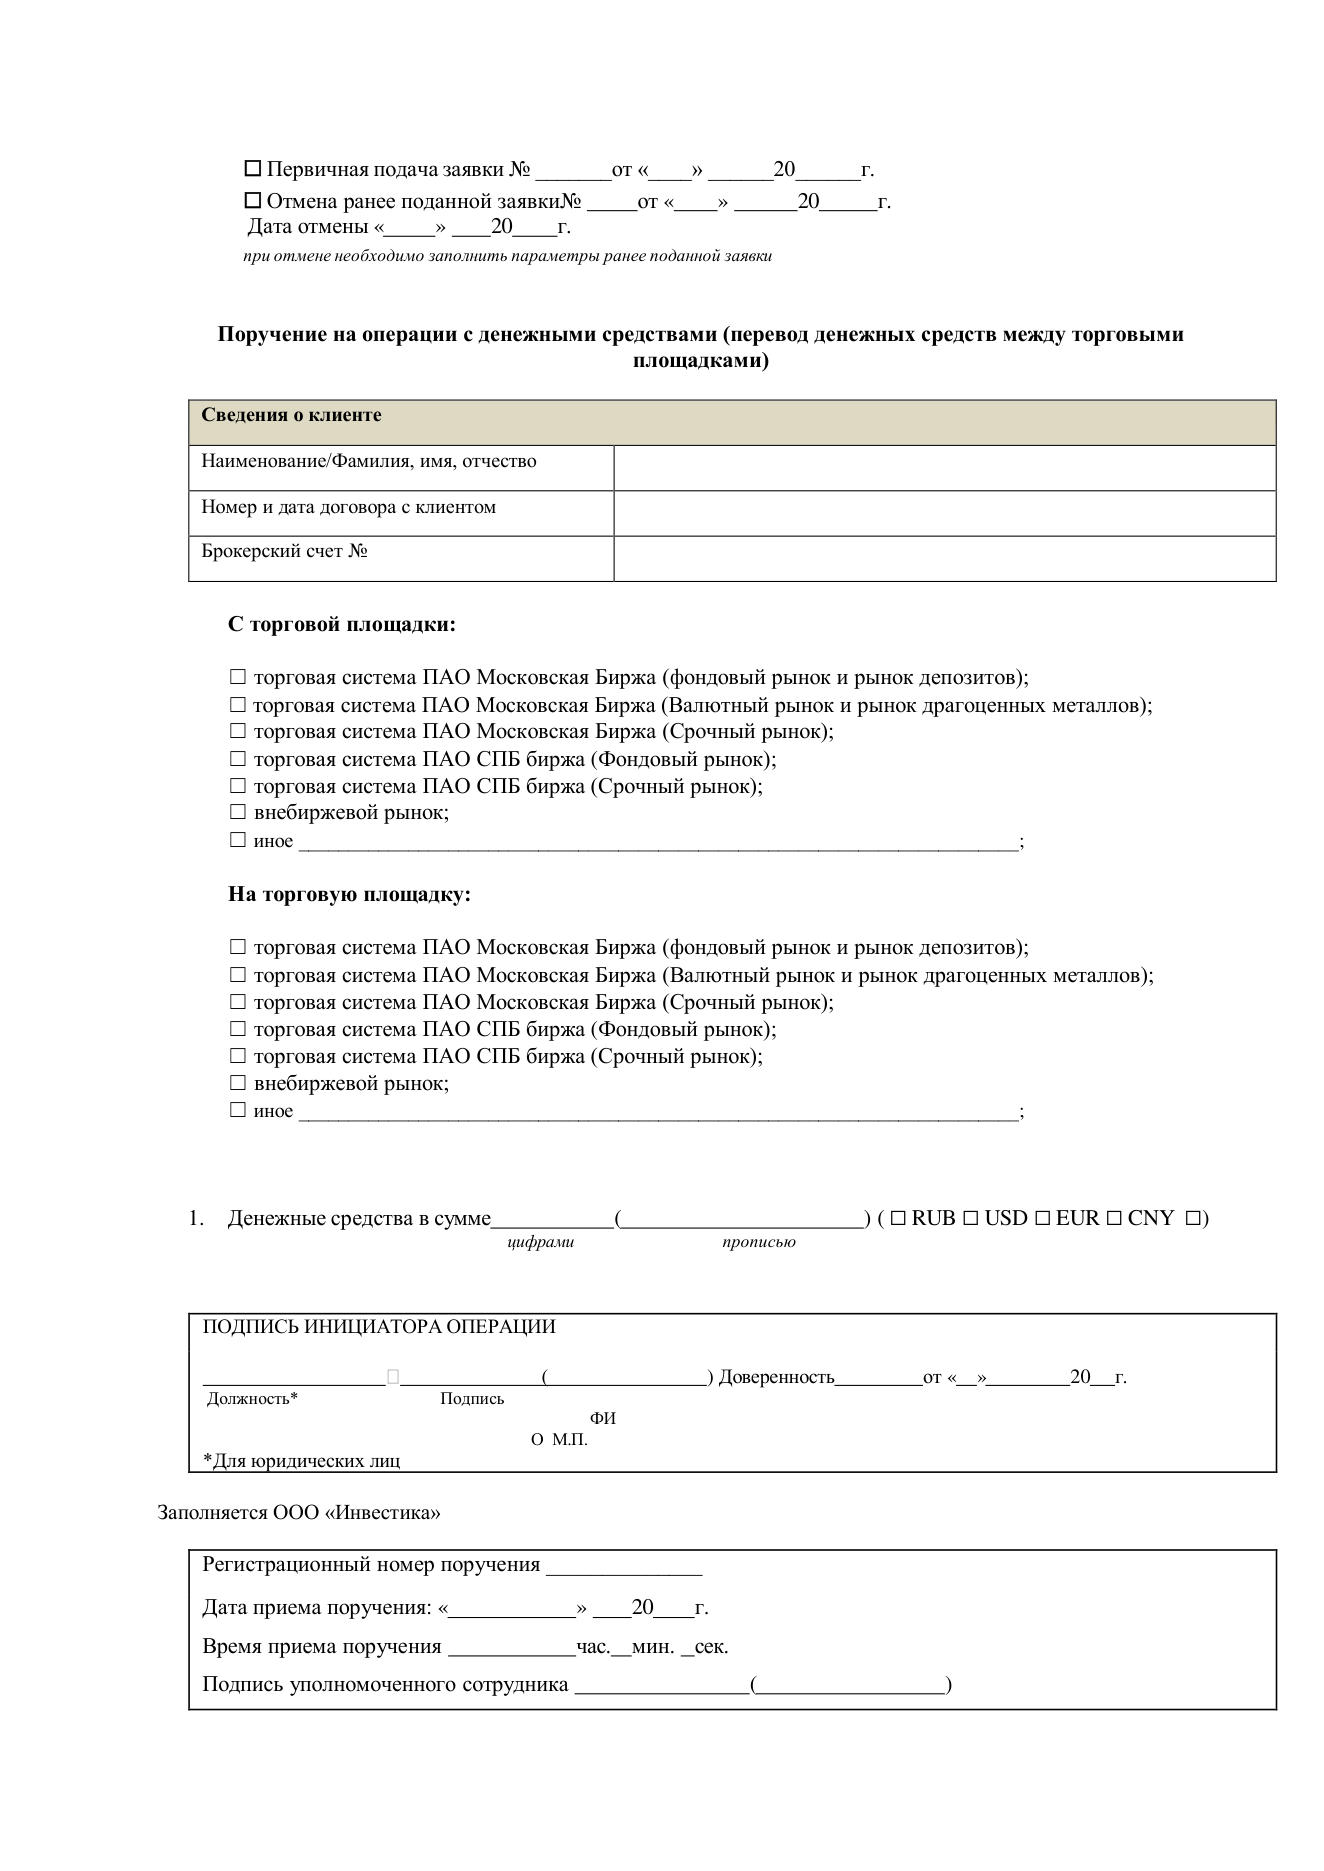 ☐ Первичная подача заявки № _______от «____» ______20______г.
☐ Отмена ранее поданной заявки№ _____от «____» ______20_____г.
Дата отмены «_____» ____20____г.
при отмене необходимо заполнить параметры ранее поданной заявки
Поручение на операции с денежными средствами (перевод денежных средств между торговыми
площадками)
Сведения о клиенте
Наименование/Фамилия, имя, отчество
Номер и дата договора с клиентом
Брокерский счет №
С торговой площадки:
☐ торговая система ПАО Московская Биржа (фондовый рынок и рынок депозитов);
☐ торговая система ПАО Московская Биржа (Валютный рынок и рынок драгоценных металлов);
☐ торговая система ПАО Московская Биржа (Срочный рынок);
☐ торговая система ПАО СПБ биржа (Фондовый рынок);
☐ торговая система ПАО СПБ биржа (Срочный рынок);
☐ внебиржевой рынок;
☐ иное ________________________________________________________________________;
На торговую площадку:
☐ торговая система ПАО Московская Биржа (фондовый рынок и рынок депозитов);
☐ торговая система ПАО Московская Биржа (Валютный рынок и рынок драгоценных металлов);
☐ торговая система ПАО Московская Биржа (Срочный рынок);
☐ торговая система ПАО СПБ биржа (Фондовый рынок);
☐ торговая система ПАО СПБ биржа (Срочный рынок);
☐ внебиржевой рынок;
☐ иное ________________________________________________________________________;
1. Денежные средства в сумме___________(______________________) ( ☐ RUB ☐ USD ☐ EUR ☐ CNY ☐)
цифрами прописью
ПОДПИСЬ ИНИЦИАТОРА ОПЕРАЦИИ
___________________ _______________(_________________) Доверенность_________от «__»_________20___г.
Должность* Подпись
ФИ
О М.П.
*Для юридических лиц
Заполняется ООО «Инвестика»
Регистрационный номер поручения ______________
Дата приема поручения: «____________» ____20____г.
Время приема поручения ____________час.__мин. _сек.
Подпись уполномоченного сотрудника ________________(__________________)